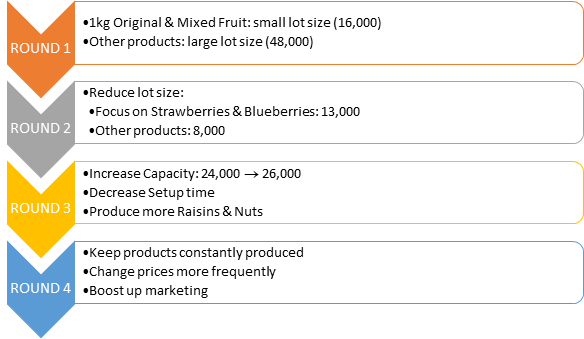 ROUND 1
•1kg Original & Mixed Fruit: small lot size (16,000)
•Other products: large lot size (48,000)
ROUND 2
•Reduce lot size:
•Focus on Strawberries & Blueberries: 13,000
•Other products: 8,000
ROUND 3
•Increase Capacity: 24,000 → 26,000
•Decrease Setup time
•Produce more Raisins & Nuts
ROUND 4
•Keep products constantly produced
•Change prices more frequently
•Boost up marketing